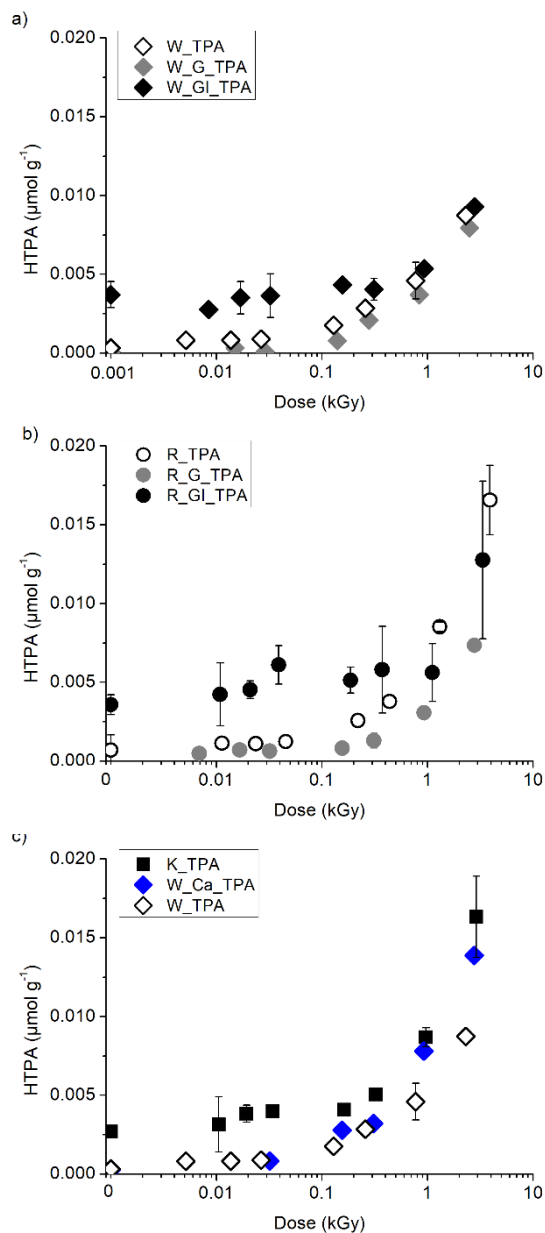 a)
0.020
W_TPA
W_G_TPA
W_GI_TPA
0.015
HTPA (µmol g⁻¹)
0.010
0.005
0.000
0.001 0.01 0.1 1 10
Dose (kGy)
b)
0.020
R_TPA
R_G_TPA
R_GI_TPA
0.015
HTPA (µmol g⁻¹)
0.010
0.005
0.000
0 0.01 0.1 1 10
Dose (kGy)
c)
0.020
K_TPA
W_Ca_TPA
W_TPA
0.015
HTPA (µmol g⁻¹)
0.010
0.005
0.000
0 0.01 0.1 1 10
Dose (kGy)